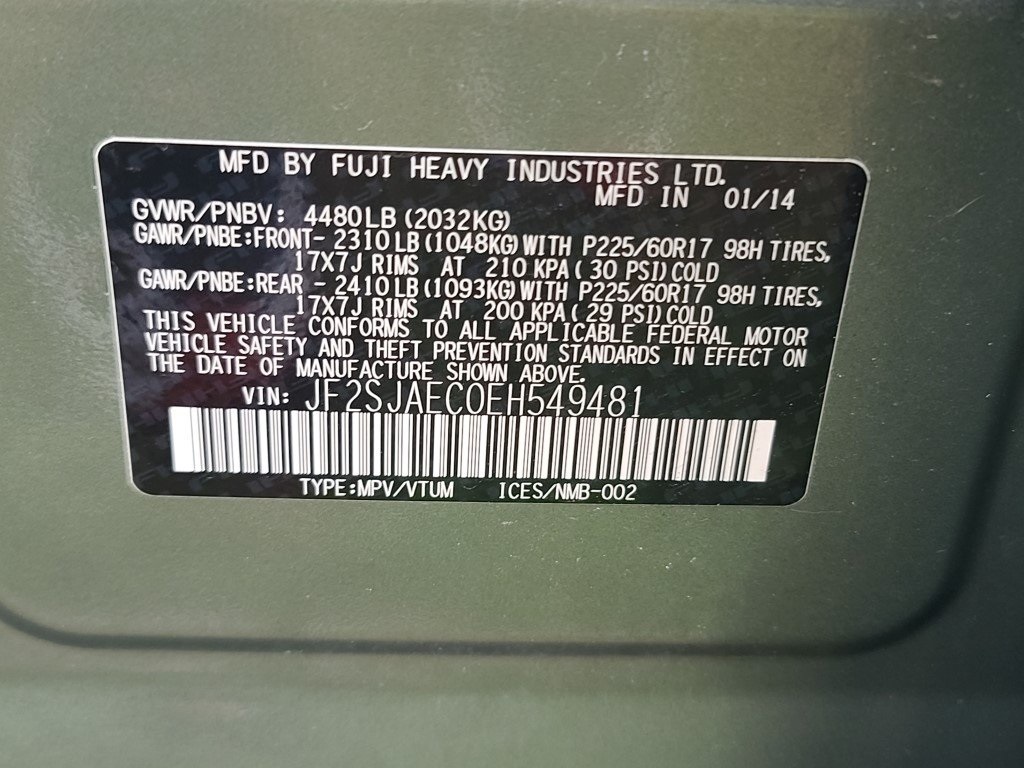 MFD BY FUJI HEAVY INDUSTRIES LTD.
MFD IN 01/14
GVWR/PNBV: 4480LB(2032KG)
GAWR/PNBE:FRONT- 2310LB(1048KG)WITH P225/60R17 98H TIRES,
17X7J RIMS AT 210 KPA( 30 PSI)COLD
GAWR/PNBE:REAR - 2410LB(1093KG)WITH P225/60R17 98H TIRES,
17X7J RIMS AT 200 KPA( 29 PSI)COLD
THIS VEHICLE CONFORMS TO ALL APPLICABLE FEDERAL MOTOR
VEHICLE SAFETY AND THEFT PREVENTION STANDARDS IN EFFECT ON
THE DATE OF MANUFACTURE SHOWN ABOVE.
VIN: JF2SJAEC0EH549481
TYPE:MPV/VTUM ICES/NMB-002